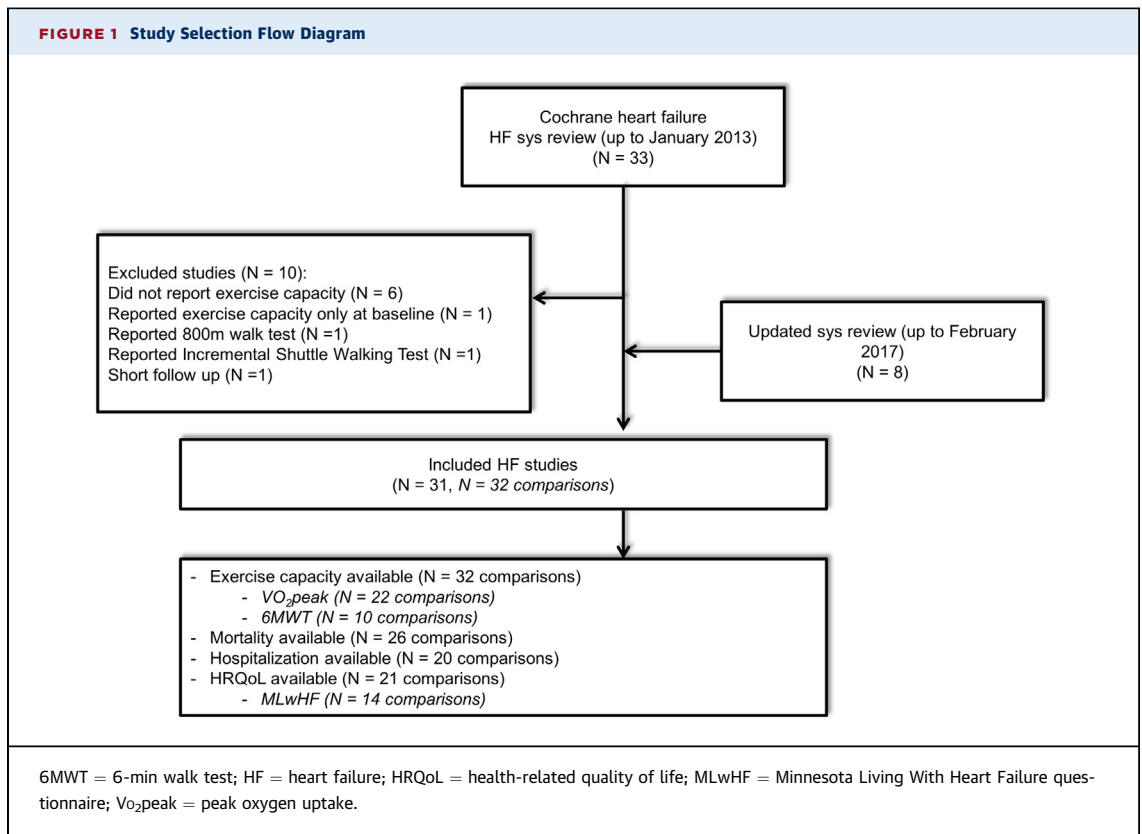 FIGURE 1 Study Selection Flow Diagram
Cochrane heart failure
HF sys review (up to January 2013)
(N = 33)
Excluded studies (N = 10):
Did not report exercise capacity (N = 6)
Reported exercise capacity only at baseline (N = 1)
Reported 800m walk test (N =1)
Reported Incremental Shuttle Walking Test (N =1)
Short follow up (N =1)
Updated sys review (up to February
2017)
(N = 8)
Included HF studies
(N = 31, N = 32 comparisons)
- Exercise capacity available (N = 32 comparisons)
- VO₂peak (N = 22 comparisons)
- 6MWT (N = 10 comparisons)
- Mortality available (N = 26 comparisons)
- Hospitalization available (N = 20 comparisons)
- HRQoL available (N = 21 comparisons)
- MLwHF (N = 14 comparisons)
6MWT = 6-min walk test; HF = heart failure; HRQoL = health-related quality of life; MLwHF = Minnesota Living With Heart Failure ques-
tionnaire; Vo₂peak = peak oxygen uptake.